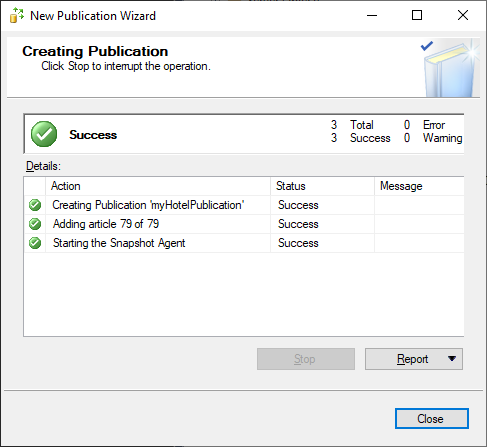 New Publication Wizard
Creating Publication
Click Stop to interrupt the operation.
Success 3 Total 0 Error
3 Success 0 Warning
Details:
Action Status Message
Creating Publication 'myHotelPublication' Success
Adding article 79 of 79 Success
Starting the Snapshot Agent Success
Stop Report
Close